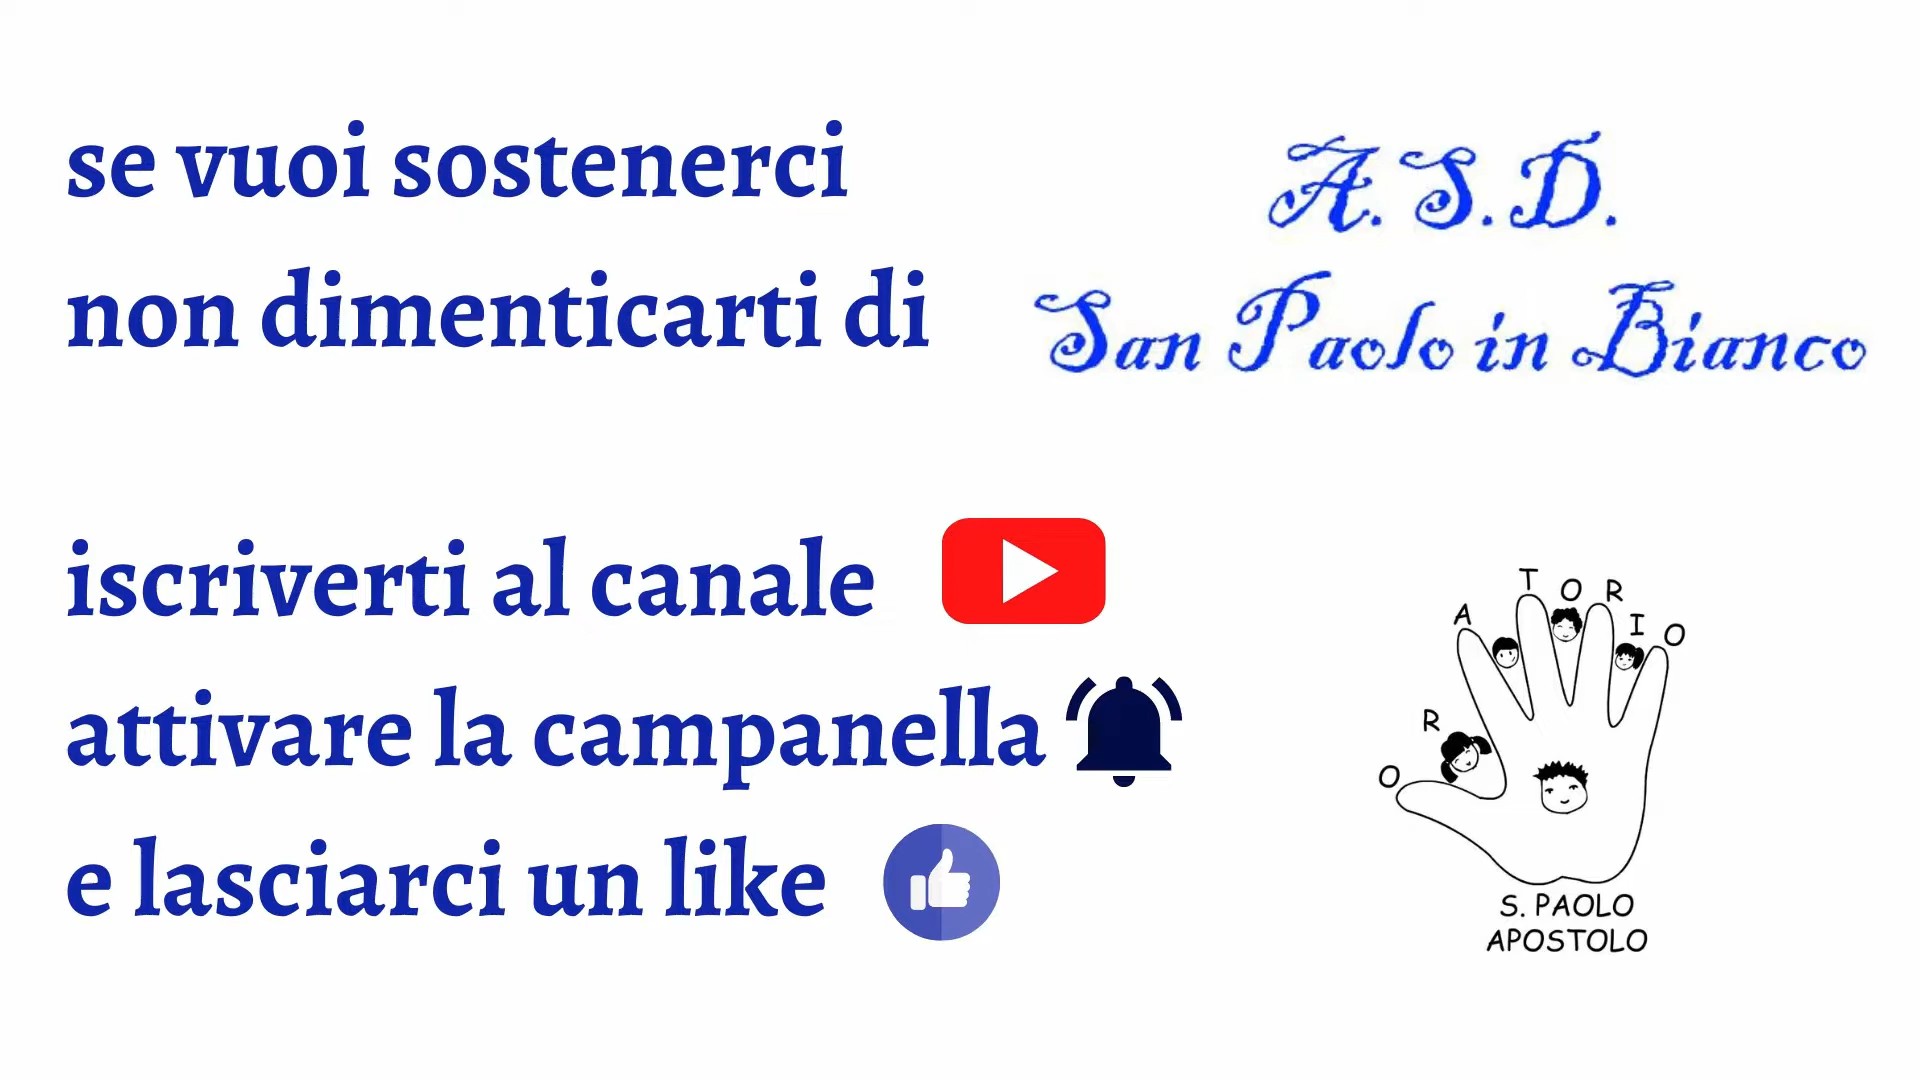 se vuoi sostenerci
non dimenticarti di
iscriverti al canale
attivare la campanella
e lasciarci un like
A.S.D.
San Paolo in Bianco
ORATORIO
S. PAOLO
APOSTOLO